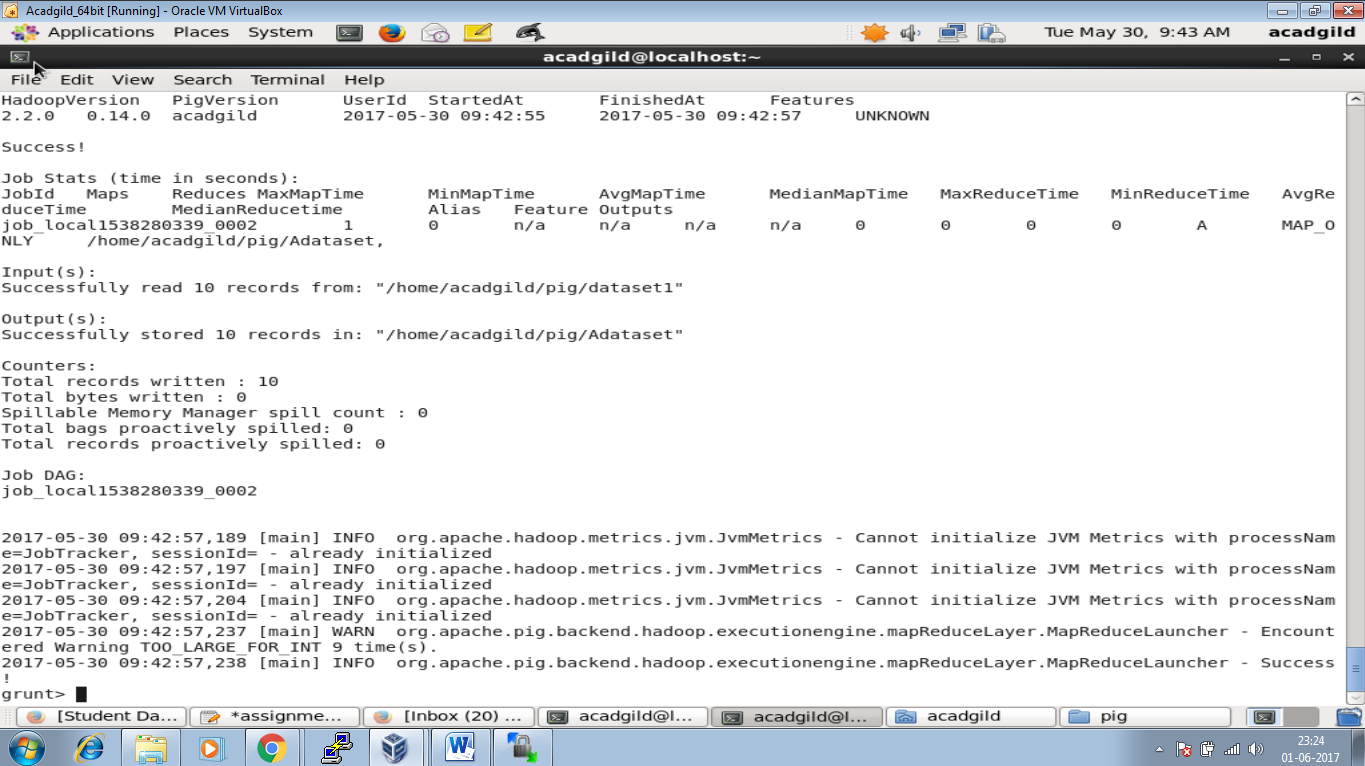 Acadgild_64bit [Running] - Oracle VM VirtualBox
Applications Places System Tue May 30, 9:43 AM acadgild
acadgild@localhost:~
File Edit View Search Terminal Help
HadoopVersion PigVersion UserId StartedAt FinishedAt Features
2.2.0 0.14.0 acadgild 2017-05-30 09:42:55 2017-05-30 09:42:57 UNKNOWN
Success!
Job Stats (time in seconds):
JobId Maps Reduces MaxMapTime MinMapTime AvgMapTime MedianMapTime MaxReduceTime MinReduceTime AvgRe
duceTime MedianReducetime Alias Feature Outputs
job_local1538280339_0002 1 0 n/a n/a n/a n/a 0 0 0 0 A MAP_O
NLY /home/acadgild/pig/Adataset,
Input(s):
Successfully read 10 records from: "/home/acadgild/pig/dataset1"
Output(s):
Successfully stored 10 records in: "/home/acadgild/pig/Adataset"
Counters:
Total records written : 10
Total bytes written : 0
Spillable Memory Manager spill count : 0
Total bags proactively spilled: 0
Total records proactively spilled: 0
Job DAG:
job_local1538280339_0002
2017-05-30 09:42:57,189 [main] INFO org.apache.hadoop.metrics.jvm.JvmMetrics - Cannot initialize JVM Metrics with processNam
e=JobTracker, sessionId= - already initialized
2017-05-30 09:42:57,197 [main] INFO org.apache.hadoop.metrics.jvm.JvmMetrics - Cannot initialize JVM Metrics with processNam
e=JobTracker, sessionId= - already initialized
2017-05-30 09:42:57,204 [main] INFO org.apache.hadoop.metrics.jvm.JvmMetrics - Cannot initialize JVM Metrics with processNam
e=JobTracker, sessionId= - already initialized
2017-05-30 09:42:57,237 [main] WARN org.apache.pig.backend.hadoop.executionengine.mapReduceLayer.MapReduceLauncher - Encount
ered Warning TOO_LARGE_FOR_INT 9 time(s).
2017-05-30 09:42:57,238 [main] INFO org.apache.pig.backend.hadoop.executionengine.mapReduceLayer.MapReduceLauncher - Success
!
grunt>
[Student Da... *assignme... [Inbox (20) ... acadgild@l... acadgild@l... acadgild pig
23:24
01-06-2017